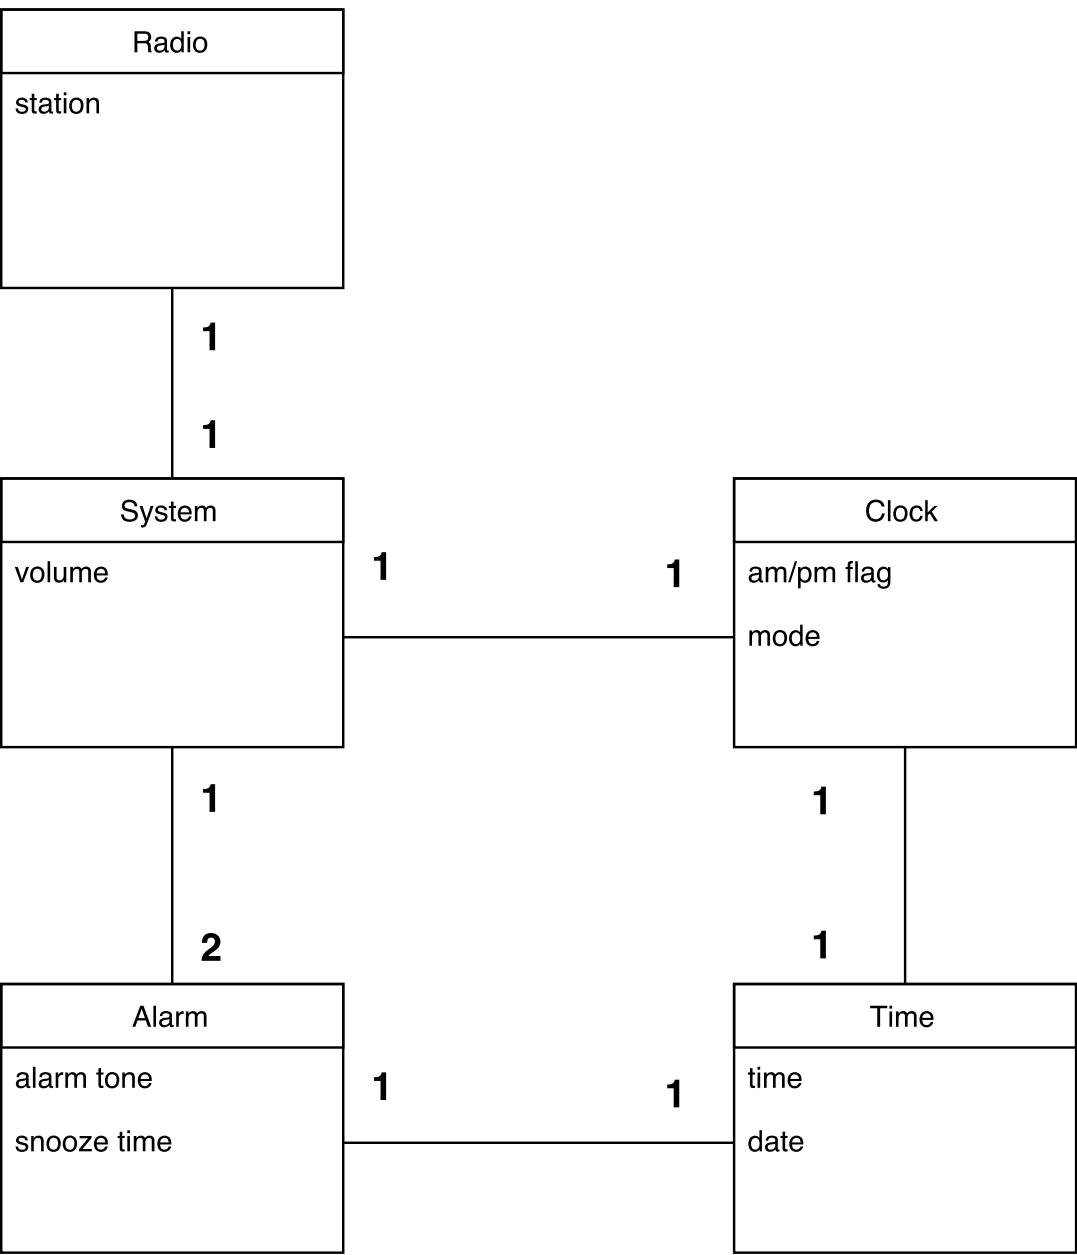 Radio
station
1
1
System
volume
1
1
Clock
am/pm flag
mode
1
2
1
1
Alarm
alarm tone
snooze time
1
1
Time
time
date